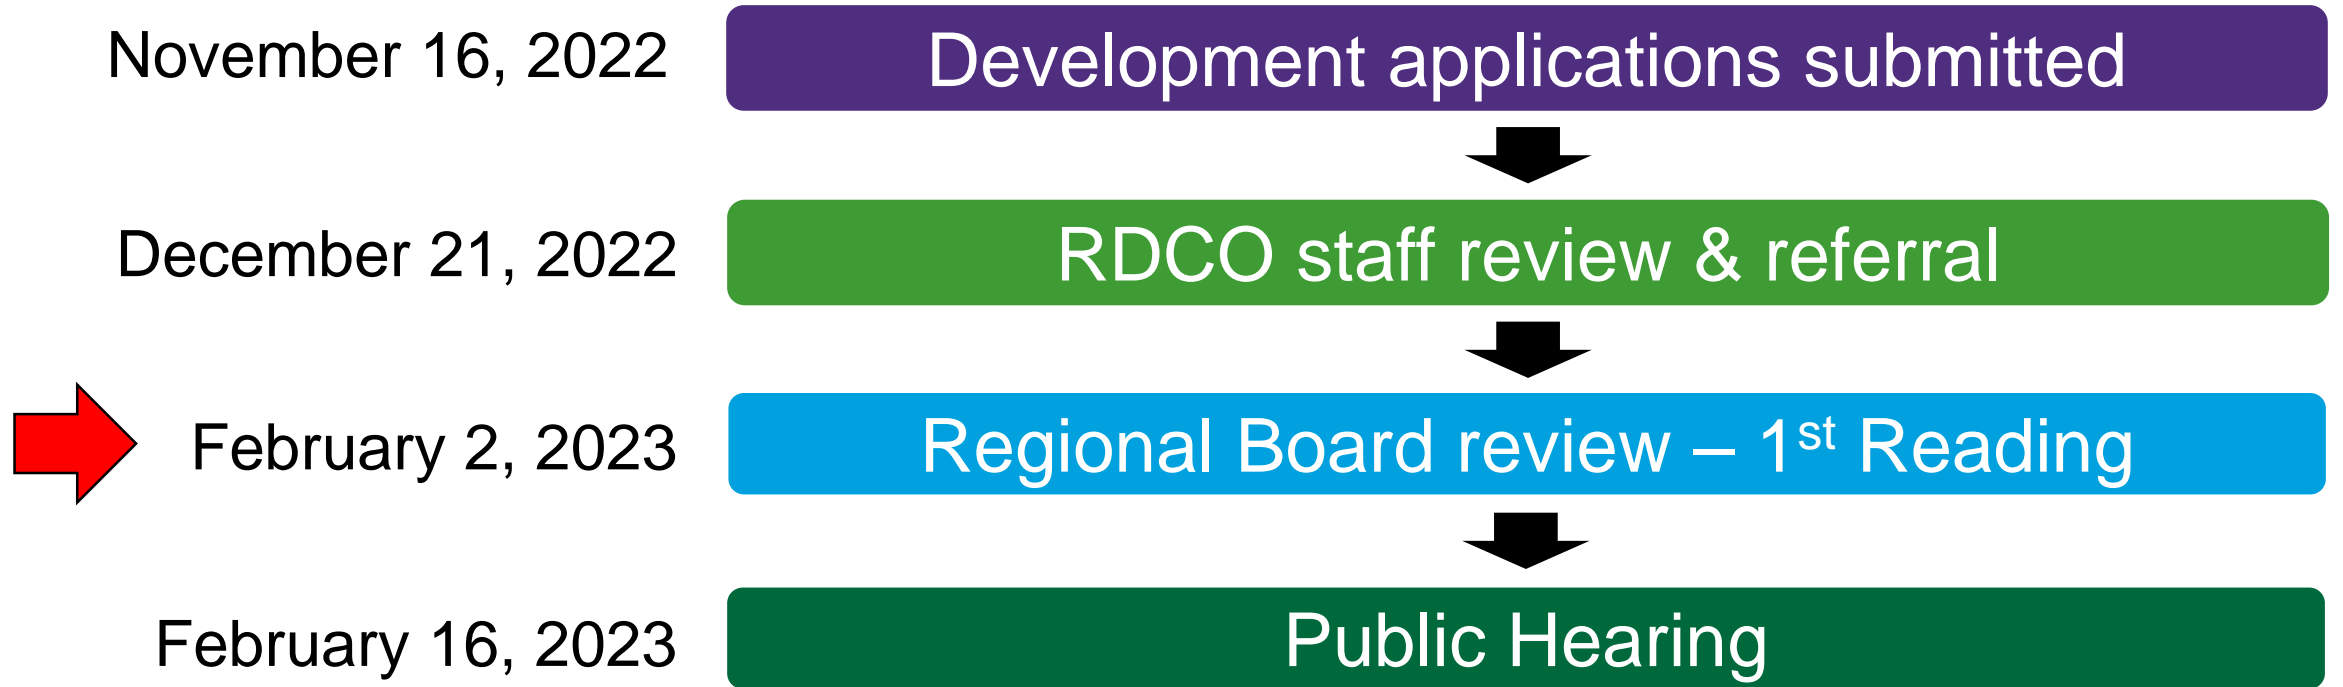 November 16, 2022 Development applications submitted
December 21, 2022 RDCO staff review & referral
February 2, 2023 Regional Board review – 1st Reading
February 16, 2023 Public Hearing